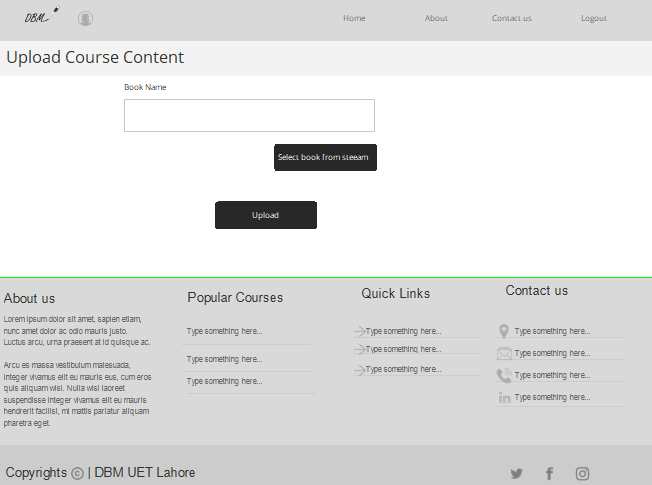 DBM
Home About Contact us Logout
Upload Course Content
Book Name
Select book from steeam
Upload
About us
Lorem ipsum dolor sit amet, sapien etiam,
nunc amet dolor ac odio mauris justo.
Luctus arcu, urna praesent at id quisque ac.
Arcu es massa vestibulum malesuada,
integer vivamus elit eu mauris eus, cum eros
quis aliquam wisi. Nulla wisi laoreet
suspendisse integer vivamus elit eu mauris
hendrerit facilisi, mi mattis pariatur aliquam
pharetra eget.
Popular Courses
Type something here...
Type something here...
Type something here...
Quick Links
Type something here...
Type something here...
Type something here...
Contact us
Type something here...
Type something here...
Type something here...
in Type something here...
Copyrights © | DBM UET Lahore